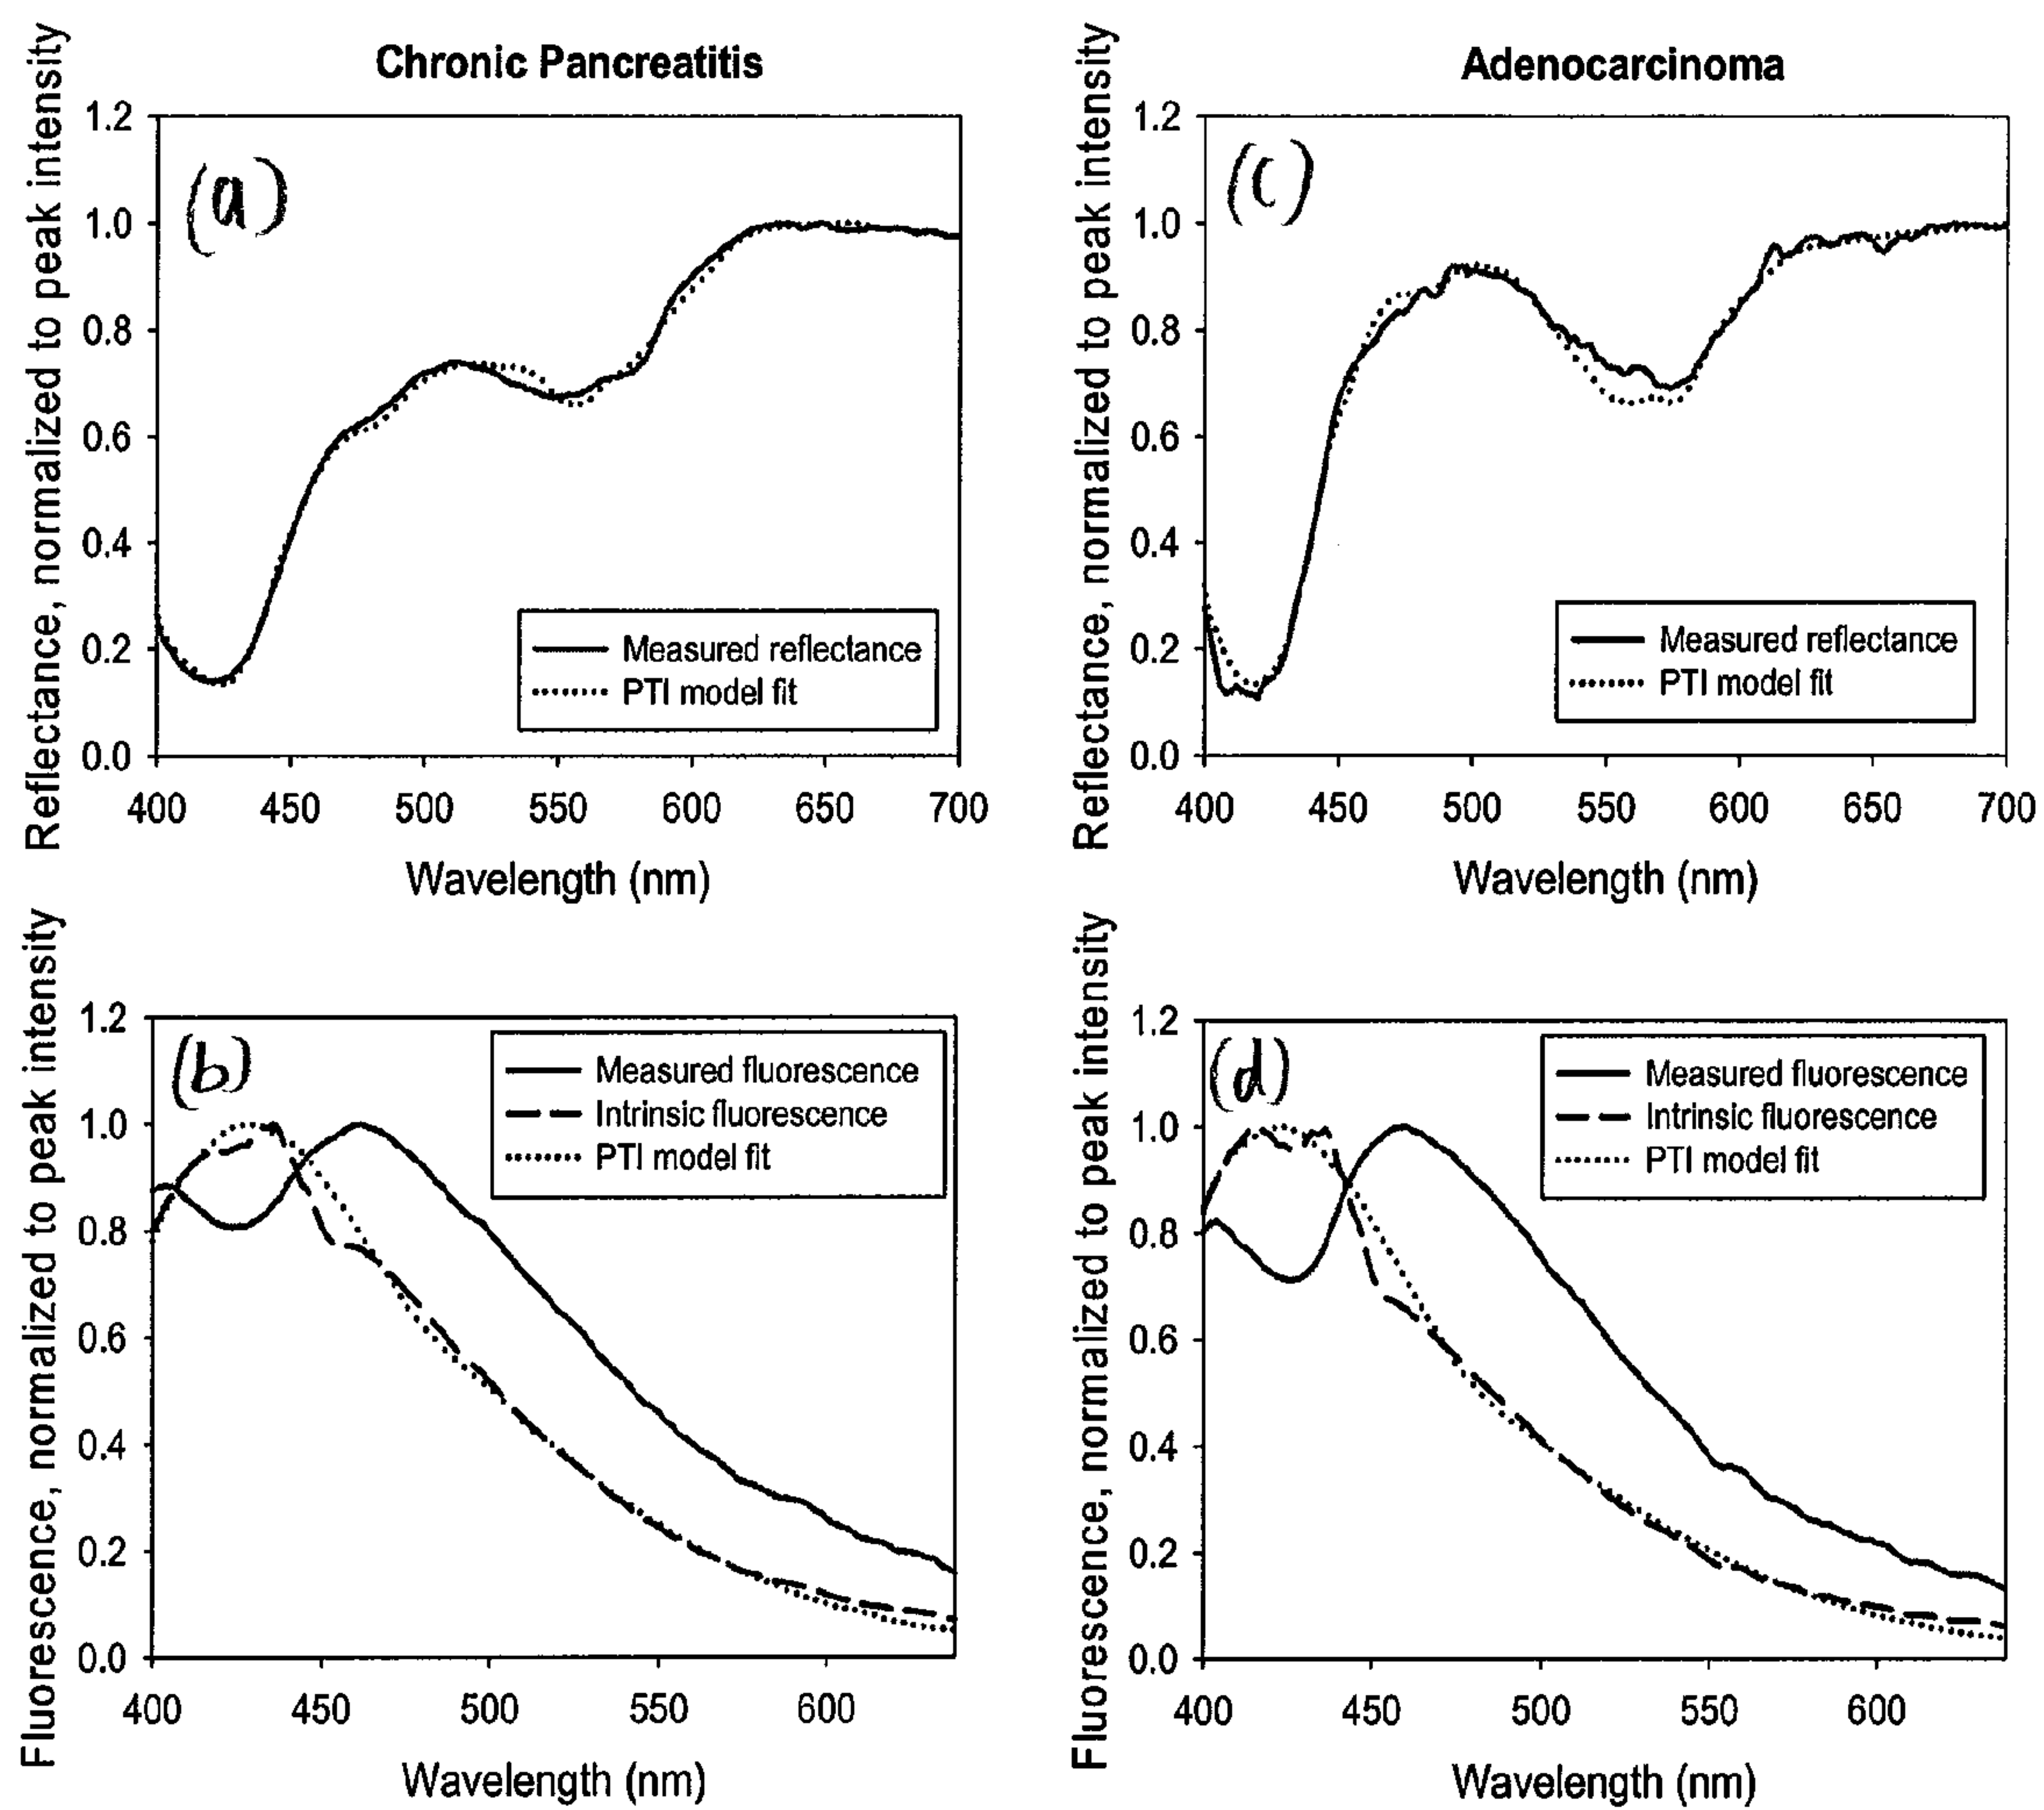 Chronic Pancreatitis
Reflectance, normalized to peak intensity
1.2
1.0
0.8
0.6
0.4
0.2
0.0
(a)
Measured reflectance
PTI model fit
400 450 500 550 600 650 700
Wavelength (nm)
Adenocarcinoma
Reflectance, normalized to peak intensity
1.2
1.0
0.8
0.6
0.4
0.2
0.0
(c)
Measured reflectance
PTI model fit
400 450 500 550 600 650 700
Wavelength (nm)
Fluorescence, normalized to peak intensity
1.2
1.0
0.8
0.6
0.4
0.2
0.0
(b)
Measured fluorescence
Intrinsic fluorescence
PTI model fit
400 450 500 550 600
Wavelength (nm)
Fluorescence, normalized to peak intensity
1.2
1.0
0.8
0.6
0.4
0.2
0.0
(d)
Measured fluorescence
Intrinsic fluorescence
PTI model fit
400 450 500 550 600
Wavelength (nm)